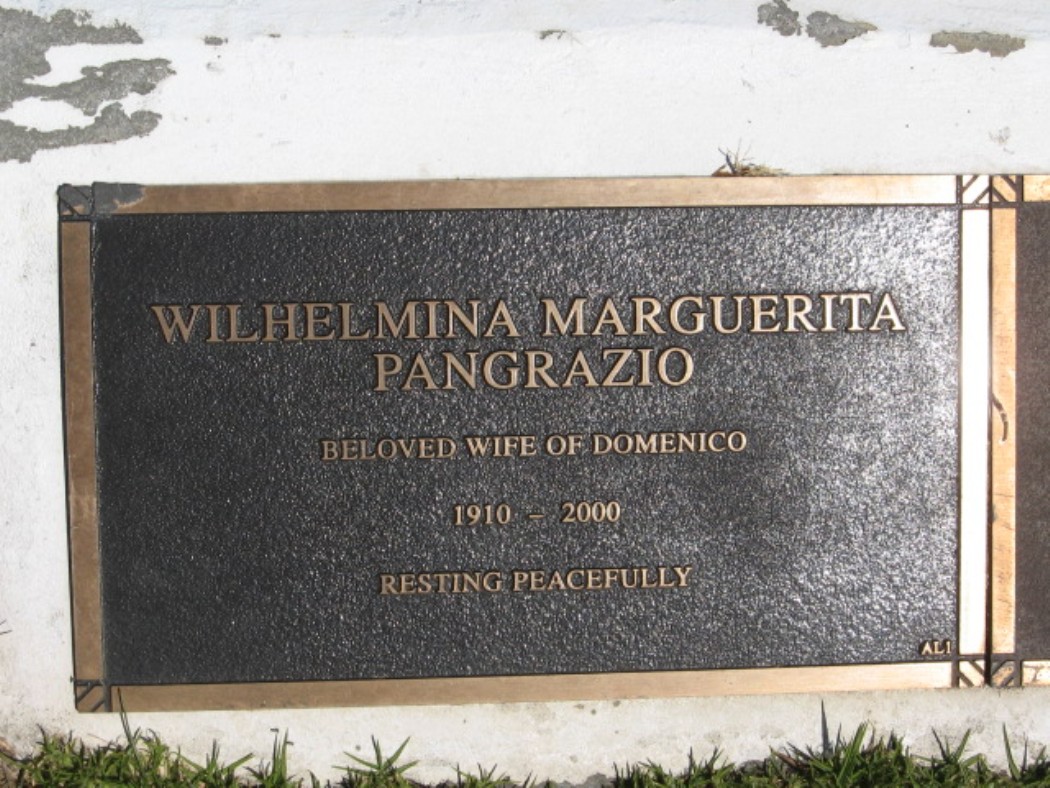 WILHELMINA MARGUERITA
PANGRAZIO
BELOVED WIFE OF DOMENICO
1910 – 2000
RESTING PEACEFULLY
AL1